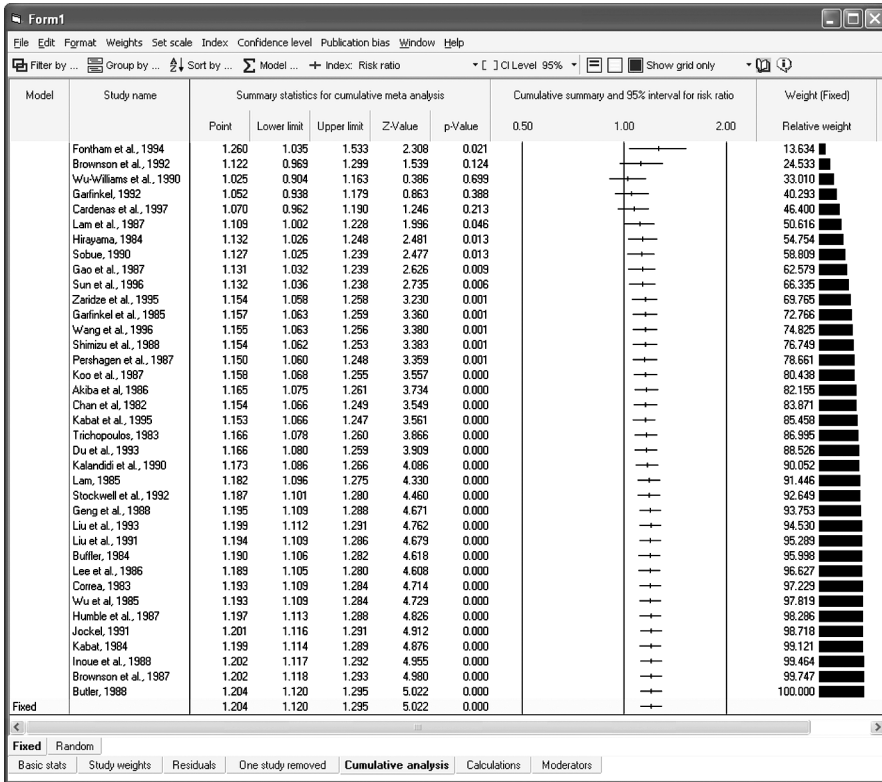 Form1
File Edit Format Weights Set scale Index Confidence level Publication bias Window Help
Filter by ... Group by ... Sort by ... Model ... Index: Risk ratio [ ] CI Level 95% Show grid only
Model Study name Summary statistics for cumulative meta analysis Cumulative summary and 95% interval for risk ratio Weight (Fixed)
Point Lower limit Upper limit Z-Value p-Value 0.50 1.00 2.00 Relative weight
Fontham et al., 1994 1.260 1.035 1.533 2.308 0.021 13.634
Brownson et al., 1992 1.122 0.969 1.299 1.539 0.124 24.533
Wu-Williams et al., 1990 1.025 0.904 1.163 0.386 0.699 33.010
Garfinkel, 1992 1.052 0.938 1.179 0.863 0.388 40.293
Cardenas et al., 1997 1.070 0.962 1.190 1.246 0.213 46.400
Lam et al., 1987 1.109 1.002 1.228 1.996 0.046 50.616
Hirayama, 1984 1.132 1.026 1.248 2.481 0.013 54.754
Sobue, 1990 1.127 1.025 1.239 2.477 0.013 58.809
Gao et al., 1987 1.131 1.032 1.239 2.626 0.009 62.579
Sun et al., 1996 1.132 1.036 1.238 2.735 0.006 66.335
Zaridze et al., 1995 1.154 1.058 1.258 3.230 0.001 69.765
Garfinkel et al., 1985 1.157 1.063 1.259 3.360 0.001 72.766
Wang et al., 1996 1.155 1.063 1.256 3.380 0.001 74.825
Shimizu et al., 1988 1.154 1.062 1.253 3.383 0.001 76.749
Pershagen et al., 1987 1.150 1.060 1.248 3.359 0.001 78.661
Koo et al., 1987 1.158 1.068 1.255 3.557 0.000 80.438
Akiba et al, 1986 1.165 1.075 1.261 3.734 0.000 82.155
Chan et al, 1982 1.154 1.066 1.249 3.549 0.000 83.871
Kabat et al., 1995 1.153 1.066 1.247 3.561 0.000 85.458
Trichopoulos, 1983 1.166 1.078 1.260 3.866 0.000 86.995
Du et al., 1993 1.166 1.080 1.259 3.909 0.000 88.526
Kalandidi et al., 1990 1.173 1.086 1.266 4.086 0.000 90.052
Lam, 1985 1.182 1.096 1.275 4.330 0.000 91.446
Stockwell et al., 1992 1.187 1.101 1.280 4.460 0.000 92.649
Geng et al., 1988 1.195 1.109 1.288 4.671 0.000 93.753
Liu et al., 1993 1.199 1.112 1.291 4.762 0.000 94.530
Liu et al., 1991 1.194 1.109 1.286 4.679 0.000 95.289
Buffler, 1984 1.190 1.106 1.282 4.618 0.000 95.998
Lee et al., 1986 1.189 1.105 1.280 4.608 0.000 96.627
Correa, 1983 1.193 1.109 1.284 4.714 0.000 97.229
Wu et al, 1985 1.193 1.109 1.284 4.729 0.000 97.819
Humble et al., 1987 1.197 1.113 1.288 4.826 0.000 98.286
Jockel, 1991 1.201 1.116 1.291 4.912 0.000 98.718
Kabat, 1984 1.199 1.114 1.289 4.876 0.000 99.121
Inoue et al., 1988 1.202 1.117 1.292 4.955 0.000 99.464
Brownson et al., 1987 1.202 1.118 1.293 4.980 0.000 99.747
Butler, 1988 1.204 1.120 1.295 5.022 0.000 100.000
Fixed 1.204 1.120 1.295 5.022 0.000
Fixed Random
Basic stats Study weights Residuals One study removed Cumulative analysis Calculations Moderators